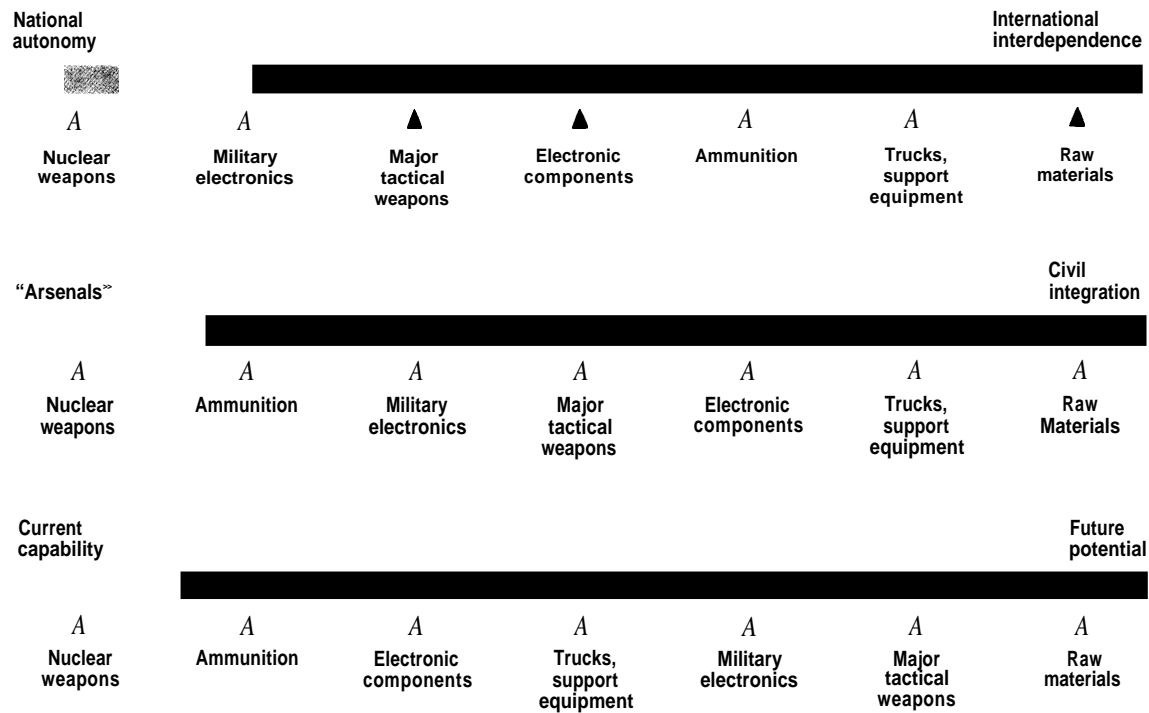 National
autonomy
International
interdependence
A A ▲ ▲ A A ▲
Nuclear
weapons
Military
electronics
Major
tactical
weapons
Electronic
components
Ammunition
Trucks,
support
equipment
Raw
materials
“Arsenals”
Civil
integration
A A A A A A A
Nuclear
weapons
Ammunition
Military
electronics
Major
tactical
weapons
Electronic
components
Trucks,
support
equipment
Raw
Materials
Current
capability
Future
potential
A A A A A A A
Nuclear
weapons
Ammunition
Electronic
components
Trucks,
support
equipment
Military
electronics
Major
tactical
weapons
Raw
materials